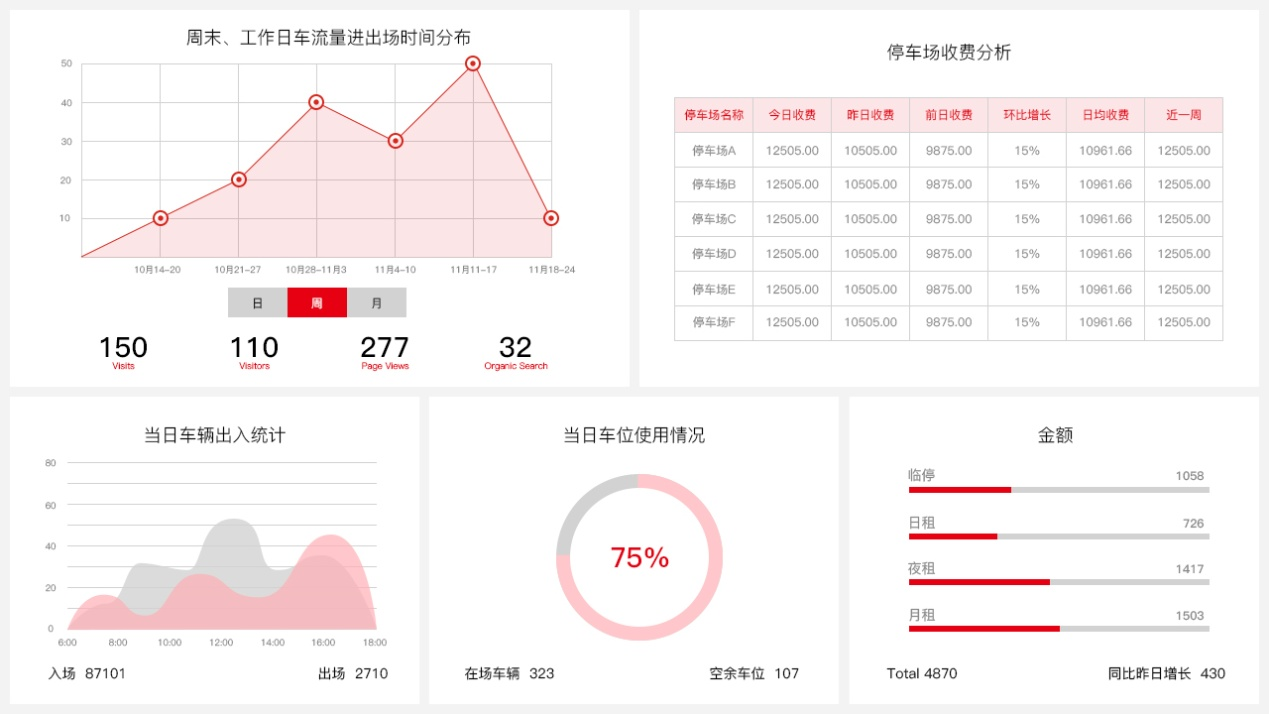 周末、工作日车流量进出场时间分布
50
40
30
20
10
10月14-20 10月21-27 10月28-11月3 11月4-10 11月11-17 11月18-24
日 周 月
150 110 277 32
Visits Visitors Page Views Organic Search
停车场收费分析
停车场名称 今日收费 昨日收费 前日收费 环比增长 日均收费 近一周
停车场A 12505.00 10505.00 9875.00 15% 10961.66 12505.00
停车场B 12505.00 10505.00 9875.00 15% 10961.66 12505.00
停车场C 12505.00 10505.00 9875.00 15% 10961.66 12505.00
停车场D 12505.00 10505.00 9875.00 15% 10961.66 12505.00
停车场E 12505.00 10505.00 9875.00 15% 10961.66 12505.00
停车场F 12505.00 10505.00 9875.00 15% 10961.66 12505.00
当日车辆出入统计
80
60
40
20
0
6:00 8:00 10:00 12:00 14:00 16:00 18:00
入场 87101 出场 2710
当日车位使用情况
75%
在场车辆 323 空余车位 107
金额
临停 1058
日租 726
夜租 1417
月租 1503
Total 4870 同比昨日增长 430